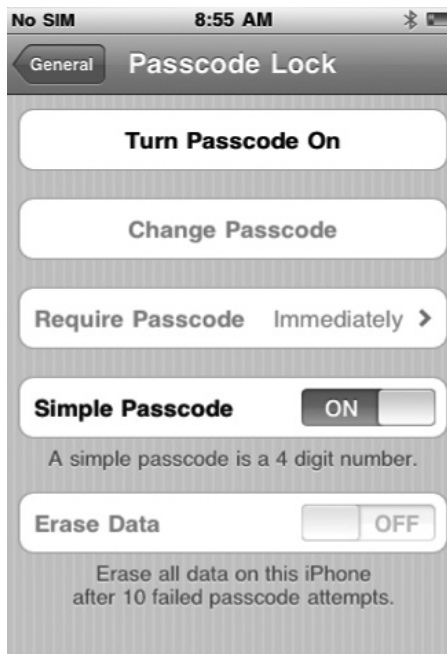 No SIM 8:55 AM
General Passcode Lock
Turn Passcode On
Change Passcode
Require Passcode Immediately
Simple Passcode ON
A simple passcode is a 4 digit number.
Erase Data OFF
Erase all data on this iPhone
after 10 failed passcode attempts.